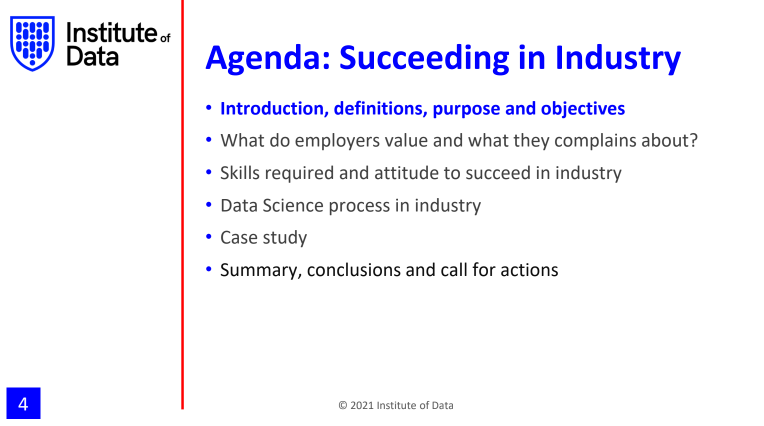 Institute of
Data
Agenda: Succeeding in Industry
• Introduction, definitions, purpose and objectives
• What do employers value and what they complains about?
• Skills required and attitude to succeed in industry
• Data Science process in industry
• Case study
• Summary, conclusions and call for actions
4
© 2021 Institute of Data